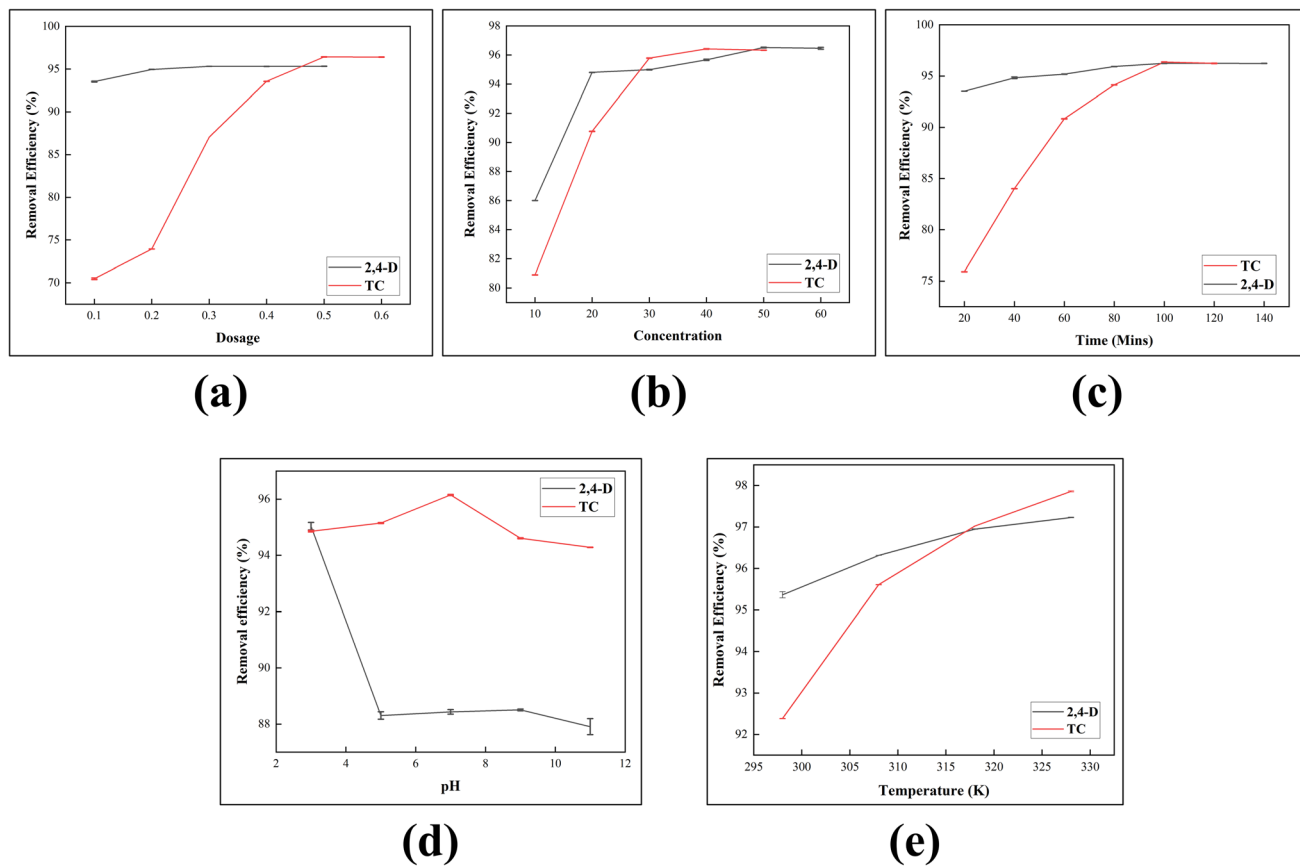 Removal Efficiency (%)
100
95
90
85
80
75
70
0.1 0.2 0.3 0.4 0.5 0.6
Dosage
2,4-D
TC
(a)
Removal Efficiency (%)
98
96
94
92
90
88
86
84
82
80
10 20 30 40 50 60
Concentration
2,4-D
TC
(b)
Removal Efficiency (%)
100
95
90
85
80
75
20 40 60 80 100 120 140
Time (Mins)
TC
2,4-D
(c)
Removal efficiency (%)
96
94
92
90
88
2 4 6 8 10 12
pH
2,4-D
TC
(d)
Removal Efficiency (%)
98
97
96
95
94
93
92
295 300 305 310 315 320 325 330
Temperature (K)
2,4-D
TC
(e)